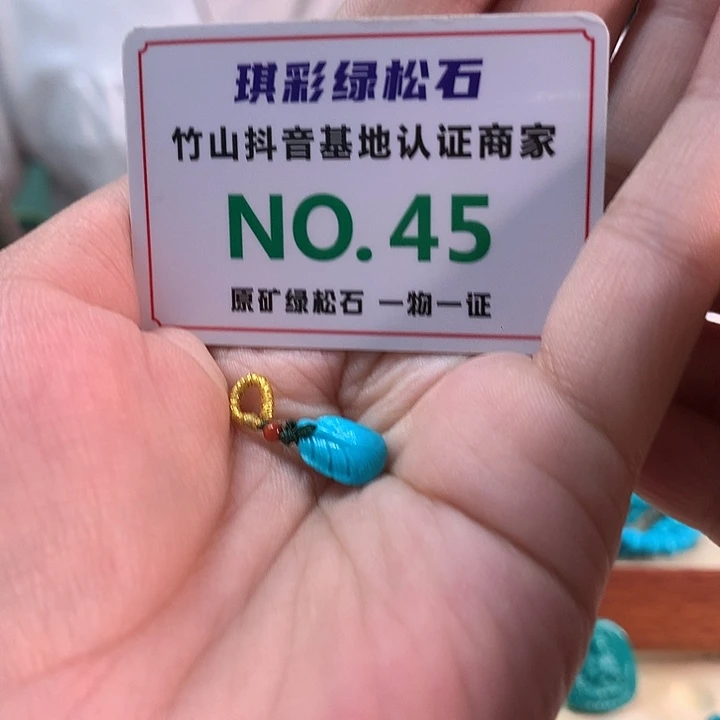 琪彩绿松石
竹山抖音基地认证商家
NO.45
原矿绿松石 一物一证